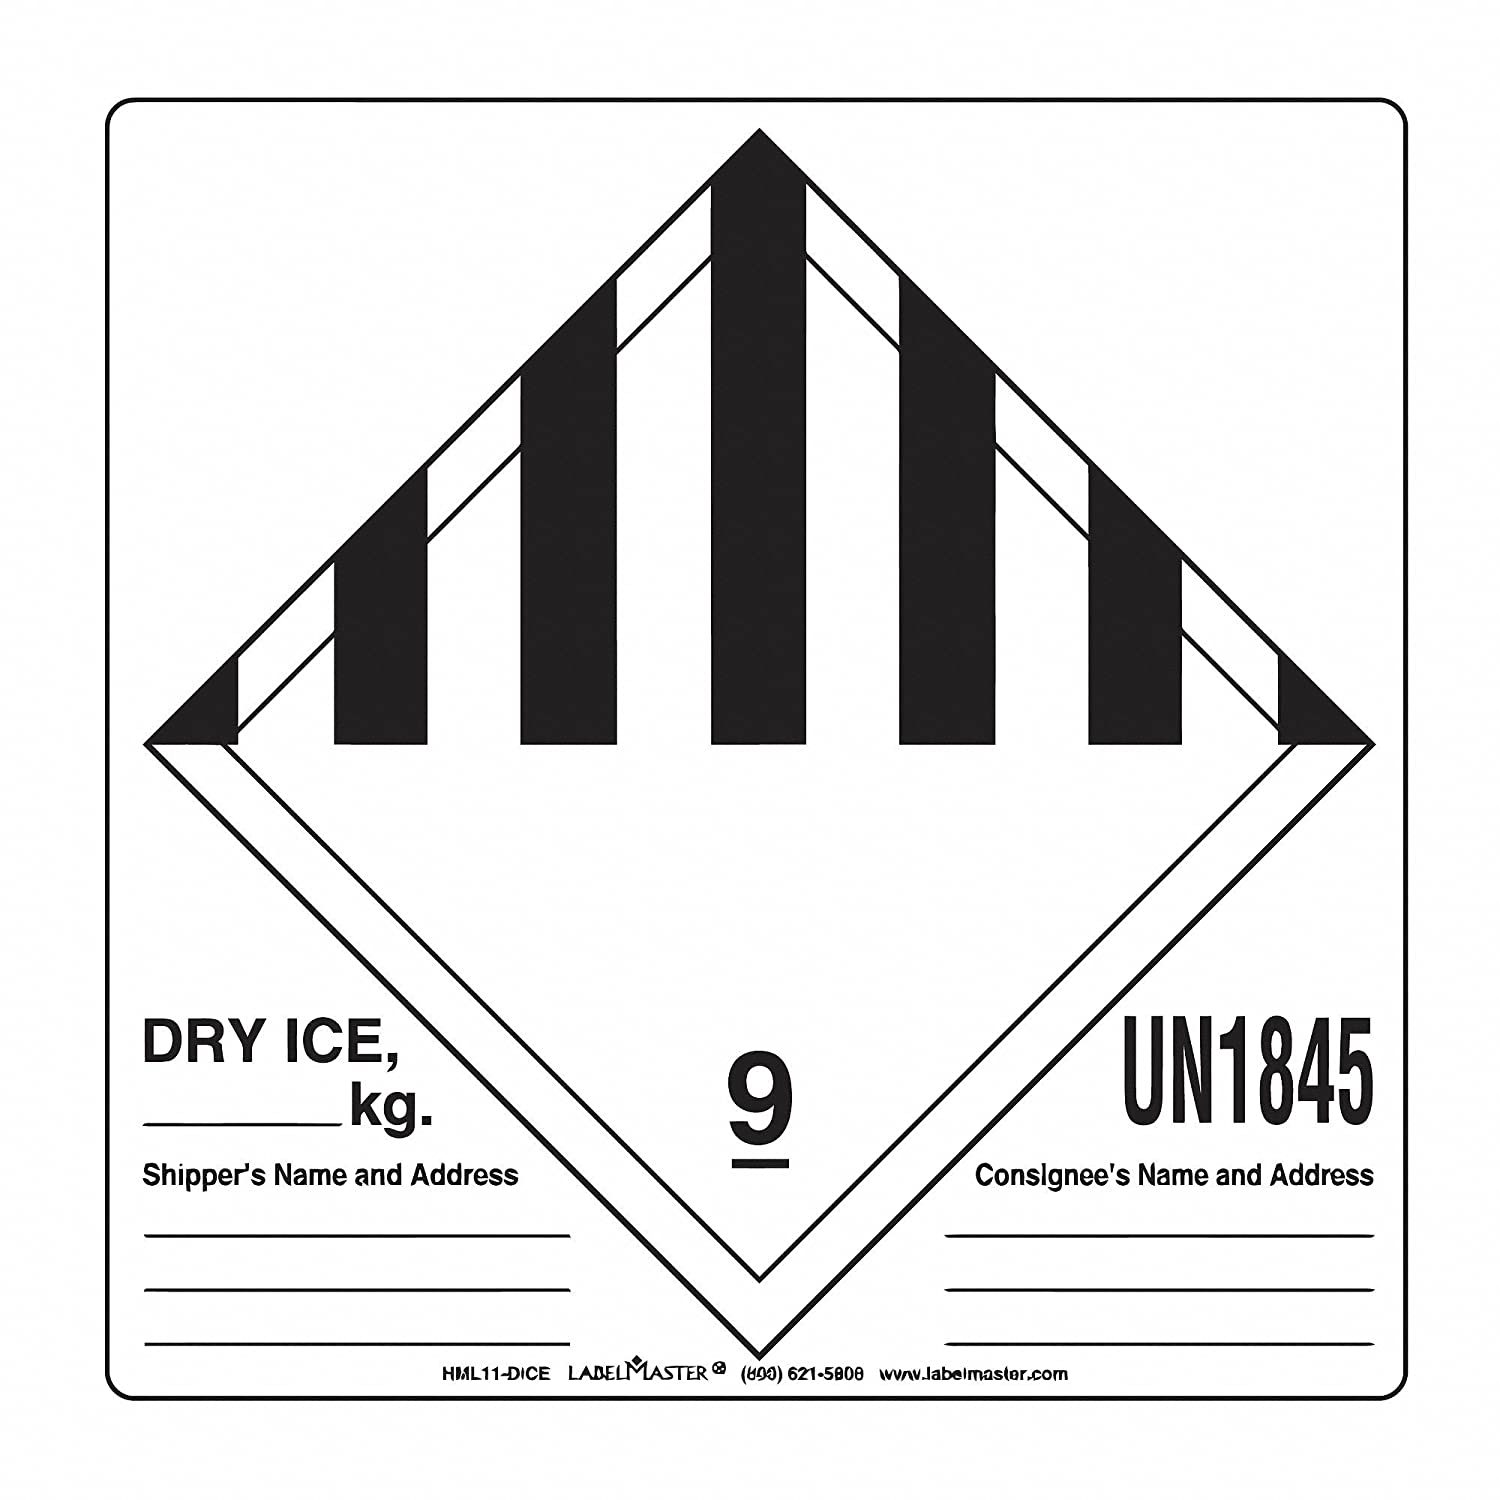 DRY ICE,
kg.
UN1845
9
Shipper's Name and Address
Consignee's Name and Address
HML11-DICE LABELMASTER ® (800) 621-5808 www.labelmaster.com